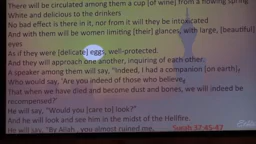 There will be circulated among them a cup [of wine] from a flowing spring
White and delicious to the drinkers
No bad effect is there in it, nor from it will they be intoxicated
And with them will be women limiting [their] glances, with large, [beautiful]
eyes
As if they were [delicate] eggs, well-protected.
And they will approach one another, inquiring of each other.
A speaker among them will say, "Indeed, I had a companion [on earth],
Who would say, 'Are you indeed of those who believe,
That when we have died and become dust and bones, we will indeed be
recompensed?'
He will say, "Would you [care to] look?"
And he will look and see him in the midst of the Hellfire.
He will say, "By Allah, you almost ruined me. Surah 37:45-47